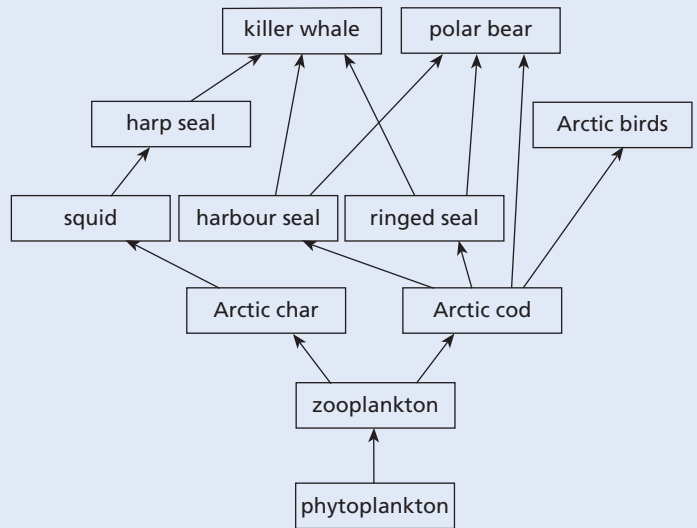 killer whale
polar bear
harp seal
Arctic birds
squid
harbour seal
ringed seal
Arctic char
Arctic cod
zooplankton
phytoplankton